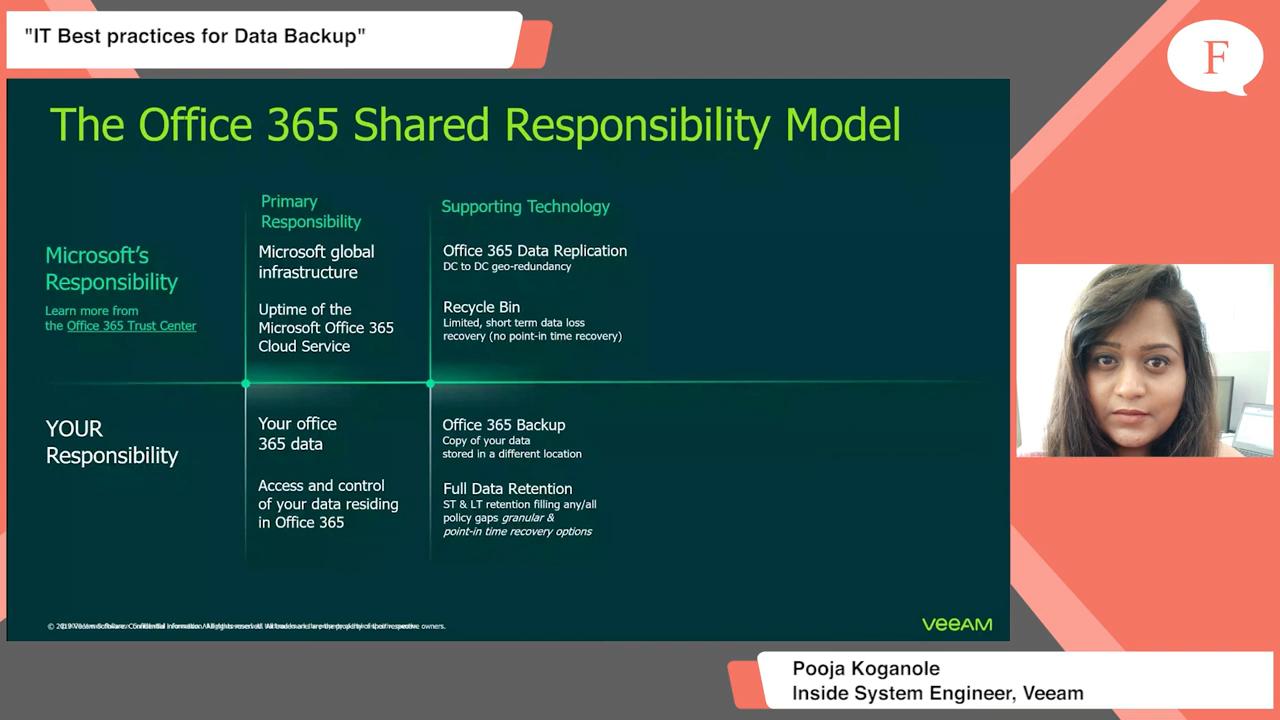 "IT Best practices for Data Backup"
F
The Office 365 Shared Responsibility Model
Primary
Responsibility
Supporting Technology
Microsoft's
Responsibility
Learn more from
the Office 365 Trust Center
Microsoft global
infrastructure
Uptime of the
Microsoft Office 365
Cloud Service
Office 365 Data Replication
DC to DC geo-redundancy
Recycle Bin
Limited, short term data loss
recovery (no point-in time recovery)
YOUR
Responsibility
Your office
365 data
Access and control
of your data residing
in Office 365
Office 365 Backup
Copy of your data
stored in a different location
Full Data Retention
ST & LT retention filling any/all
policy gaps granular &
point-in time recovery options
owners.
VEEAM
Pooja Koganole
Inside System Engineer, Veeam